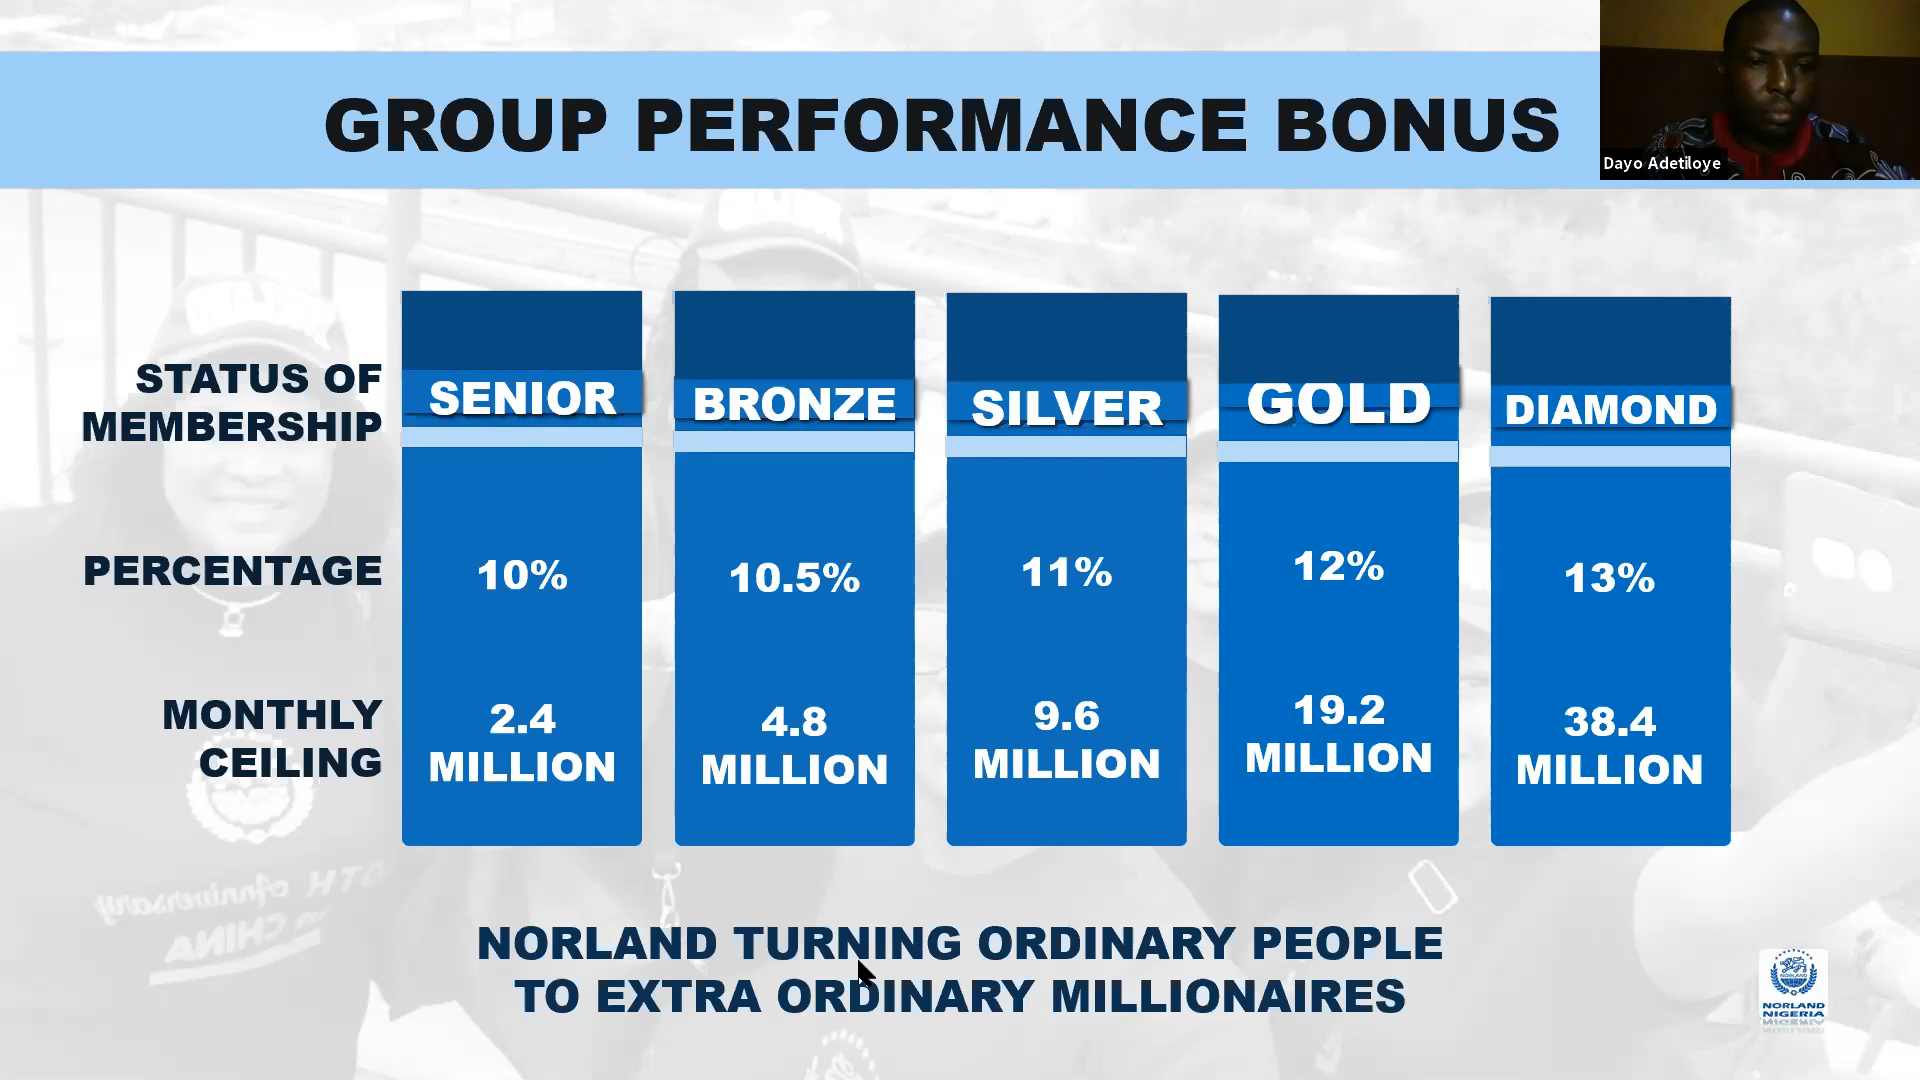 GROUP PERFORMANCE BONUS
Dayo Adetiloye
STATUS OF
MEMBERSHIP
SENIOR
BRONZE
SILVER
GOLD
DIAMOND
PERCENTAGE
10%
10.5%
11%
12%
13%
MONTHLY
CEILING
2.4
MILLION
4.8
MILLION
9.6
MILLION
19.2
MILLION
38.4
MILLION
NORLAND TURNING ORDINARY PEOPLE
TO EXTRA ORDINARY MILLIONAIRES
NORLAND
NIGERIA